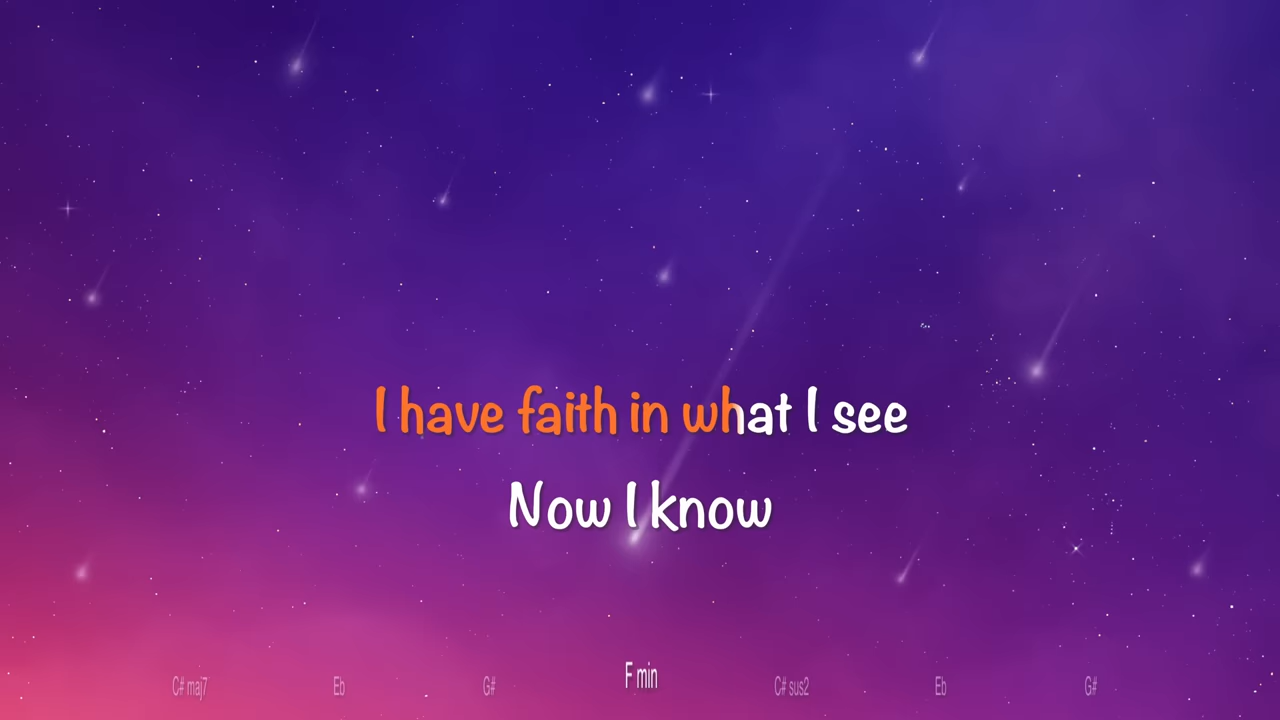 I have faith in what I see
Now I know
C# maj7 Eb G# F min C# sus2 Eb G#